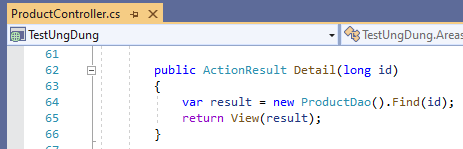 ProductController.cs
TestUngDung
TestUngDung.Areas
61
62 public ActionResult Detail(long id)
63 {
64 var result = new ProductDao().Find(id);
65 return View(result);
66 }